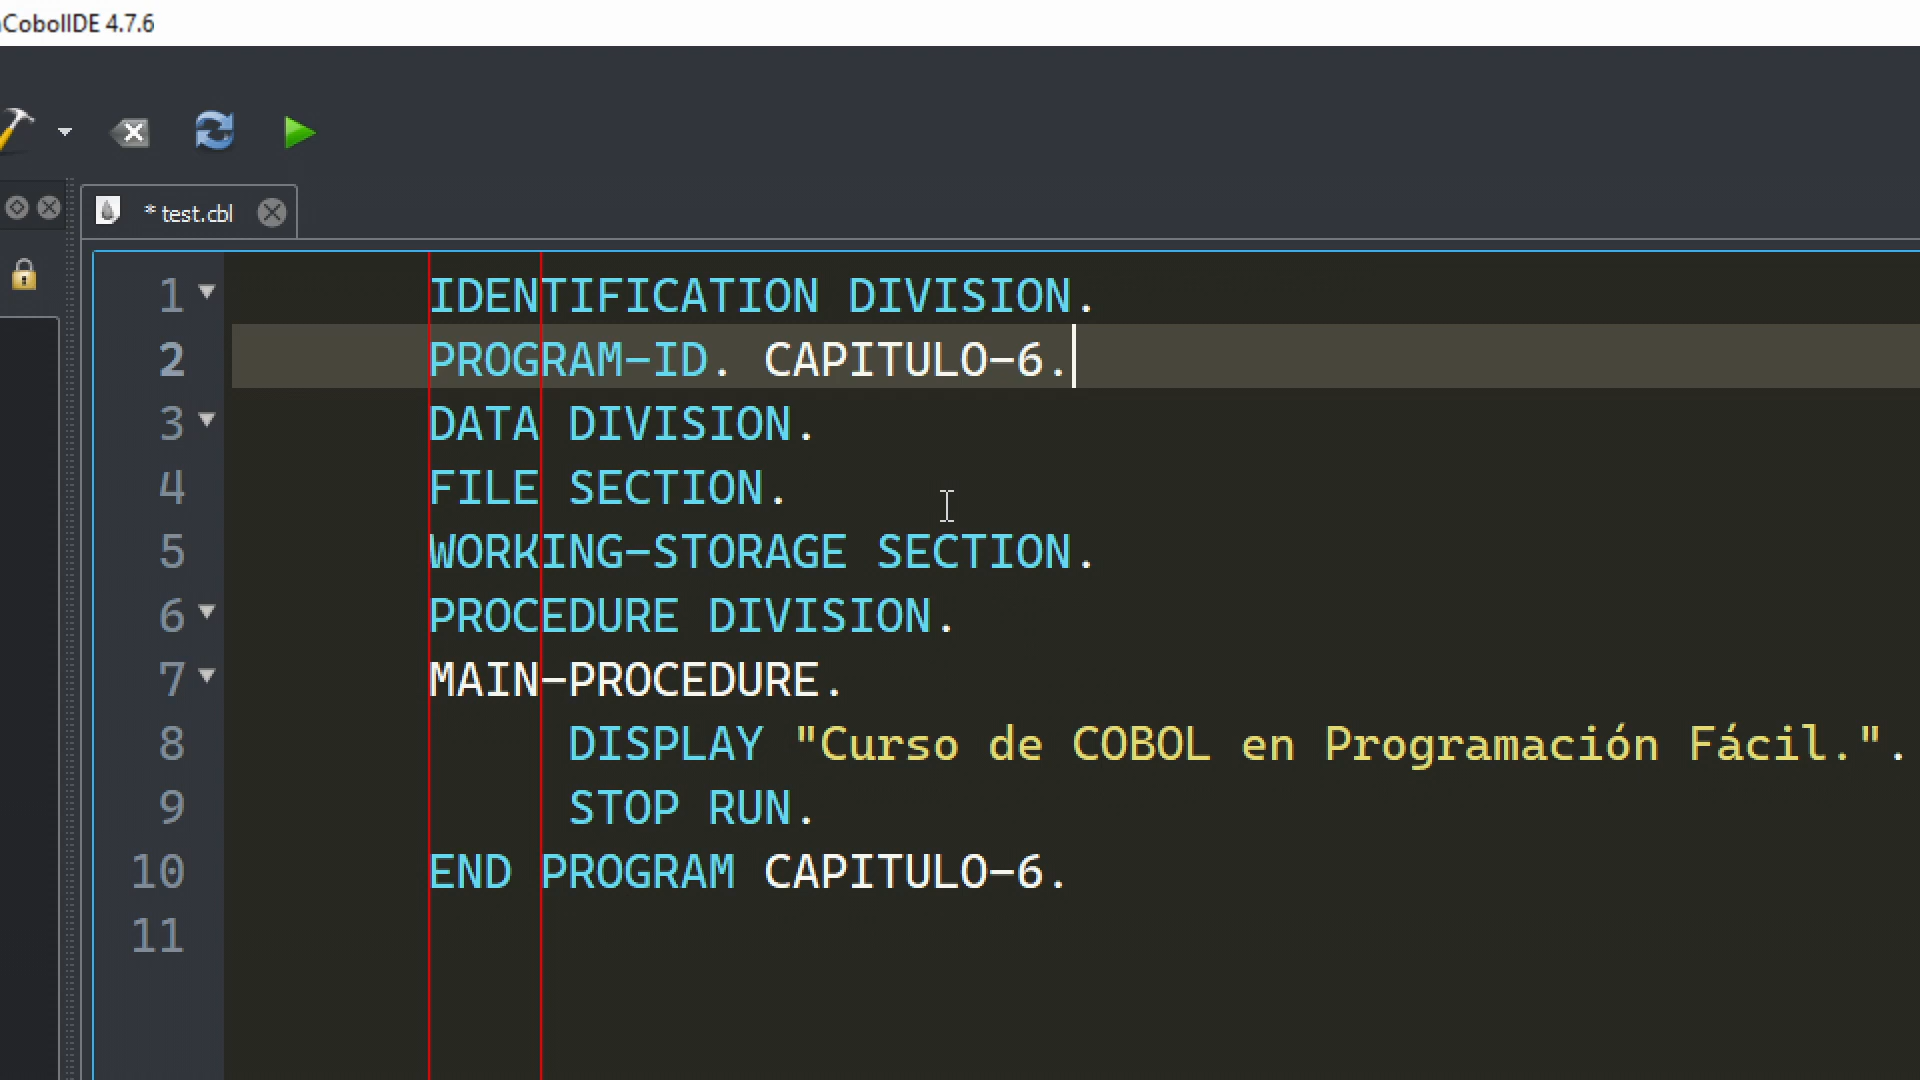 CobolIDE 4.7.6
* test.cbl
1 IDENTIFICATION DIVISION.
2 PROGRAM-ID. CAPITULO-6.
3 DATA DIVISION.
4 FILE SECTION.
5 WORKING-STORAGE SECTION.
6 PROCEDURE DIVISION.
7 MAIN-PROCEDURE.
8 DISPLAY "Curso de COBOL en Programación Fácil.".
9 STOP RUN.
10 END PROGRAM CAPITULO-6.
11